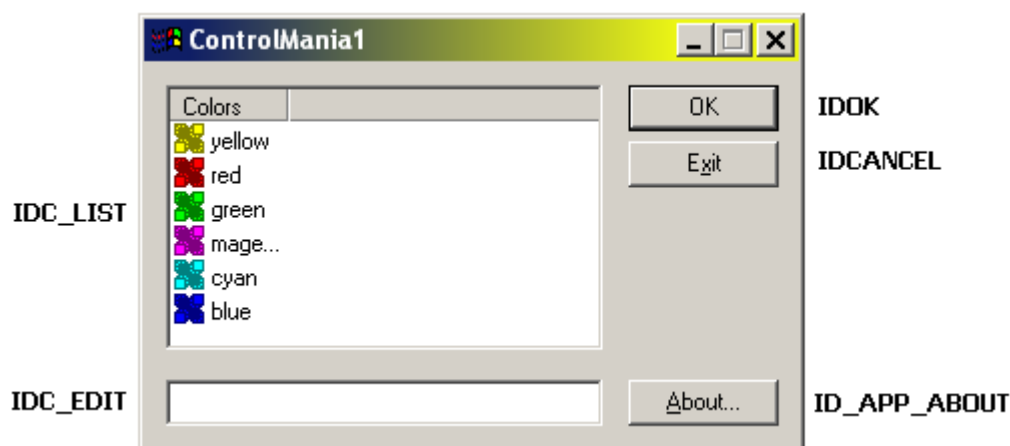 ControlMania1
Colors
OK
IDOK
yellow
Exit
IDCANCEL
red
IDC_LIST
green
mage...
cyan
blue
IDC_EDIT
About...
ID_APP_ABOUT